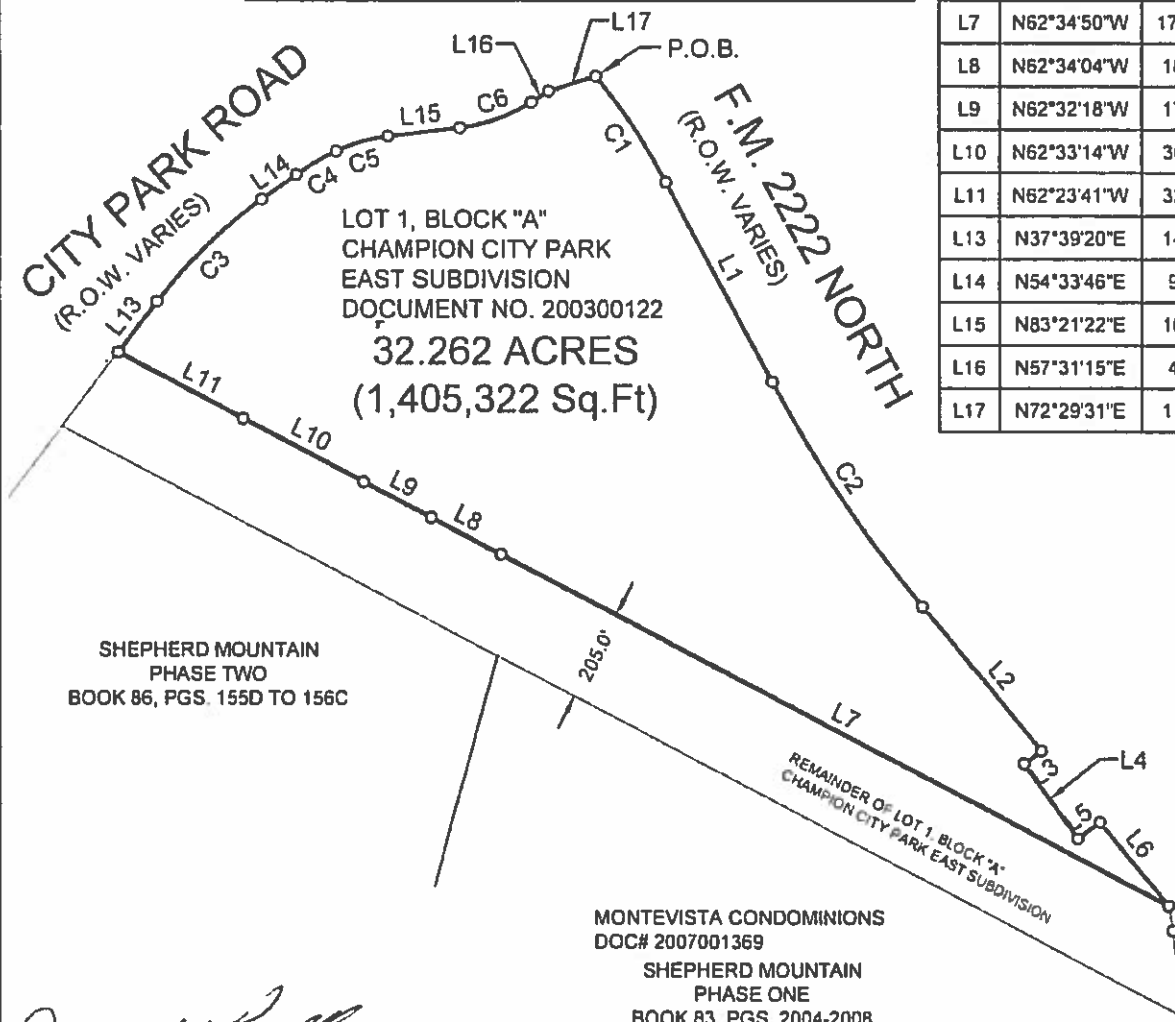 L17
L16
P.O.B.
CITY PARK ROAD
(R.O.W. VARIES)
L15
C6
C5
C4
L14
C3
L13
C1
F.M. 2222 NORTH
(R.O.W. VARIES)
L1
LOT 1, BLOCK "A"
CHAMPION CITY PARK
EAST SUBDIVISION
DOCUMENT NO. 200300122
32.262 ACRES
(1,405,322 Sq.Ft)
L11
L10
L9
L8
C2
L2
L3
L4
L5
L6
L7
205.0'
SHEPHERD MOUNTAIN
PHASE TWO
BOOK 86, PGS. 155D TO 156C
REMAINDER OF LOT 1, BLOCK "A"
CHAMPION CITY PARK EAST SUBDIVISION
MONTEVISTA CONDOMINIONS
DOC# 2007001369
SHEPHERD MOUNTAIN
PHASE ONE
BOOK 83, PGS. 200A-200B
L7 N62°34'50"W 17
L8 N62°34'04"W
L9 N62°32'18"W
L10 N62°33'14"W
L11 N62°23'41"W
L13 N37°39'20"E
L14 N54°33'46"E
L15 N83°21'22"E
L16 N57°31'15"E
L17 N72°29'31"E